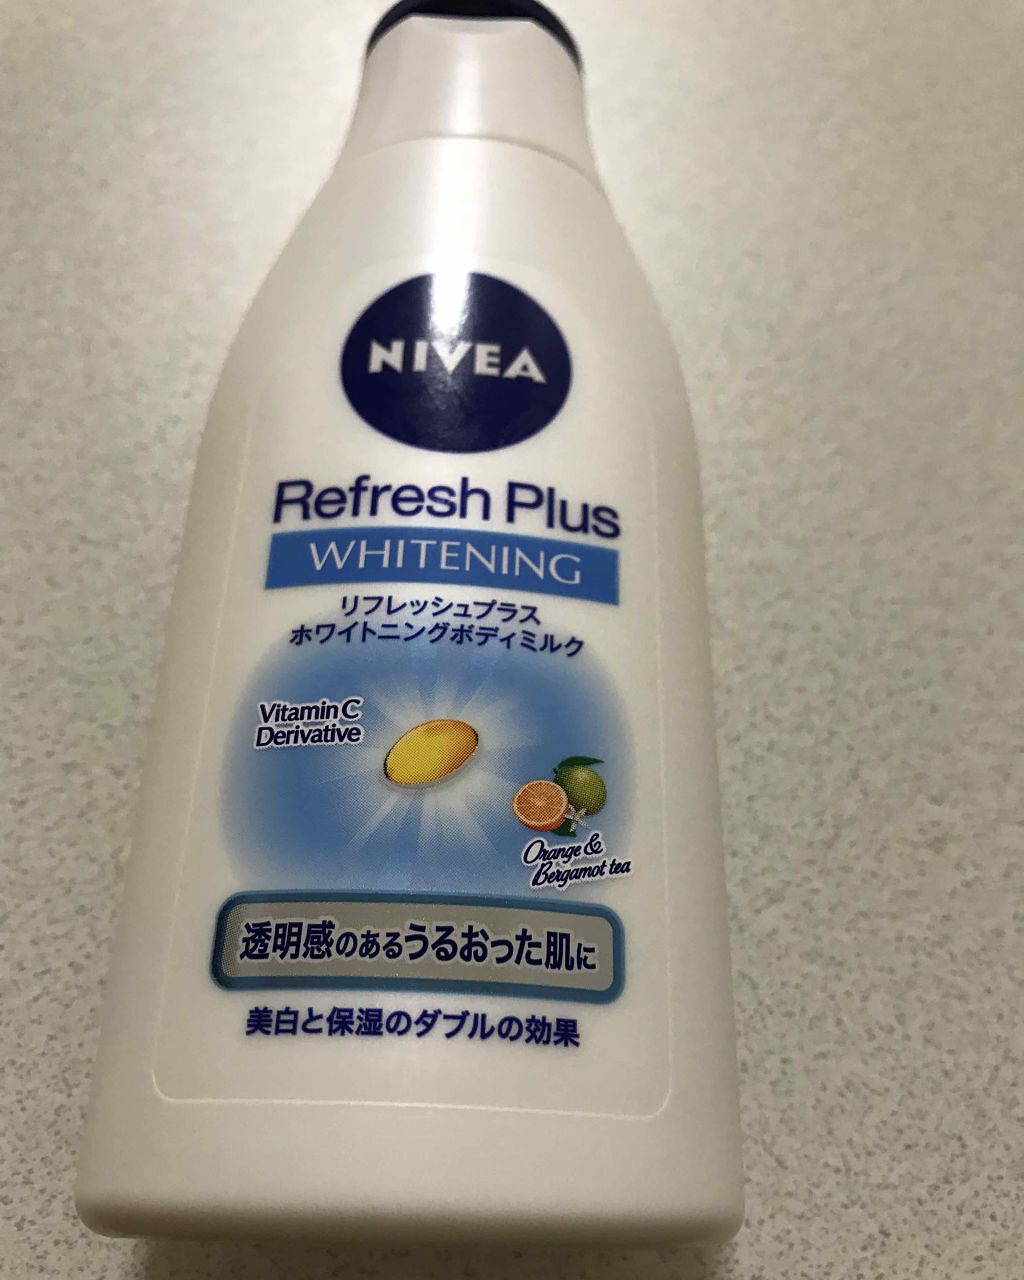 NIVEA
Refresh Plus
WHITENING
リフレッシュプラス
ホワイトニングボディミルク
Vitamin C
Derivative
Orange &
Bergamot tea
透明感のあるうるおった肌に
美白と保湿のダブルの効果